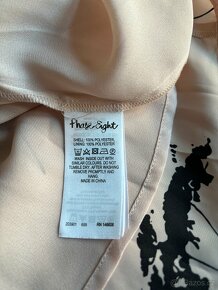 Phase Eight
SHELL: 100% POLYESTER
LINING: 100% POLYESTER
WASH INSIDE OUT WITH
SIMILAR COLOURS. DO NOT
TUMBLE DRY. DAMPEN
AFTER WASHING. REMOVE
PROMPTLY AND HANG.
MADE IN CHINA